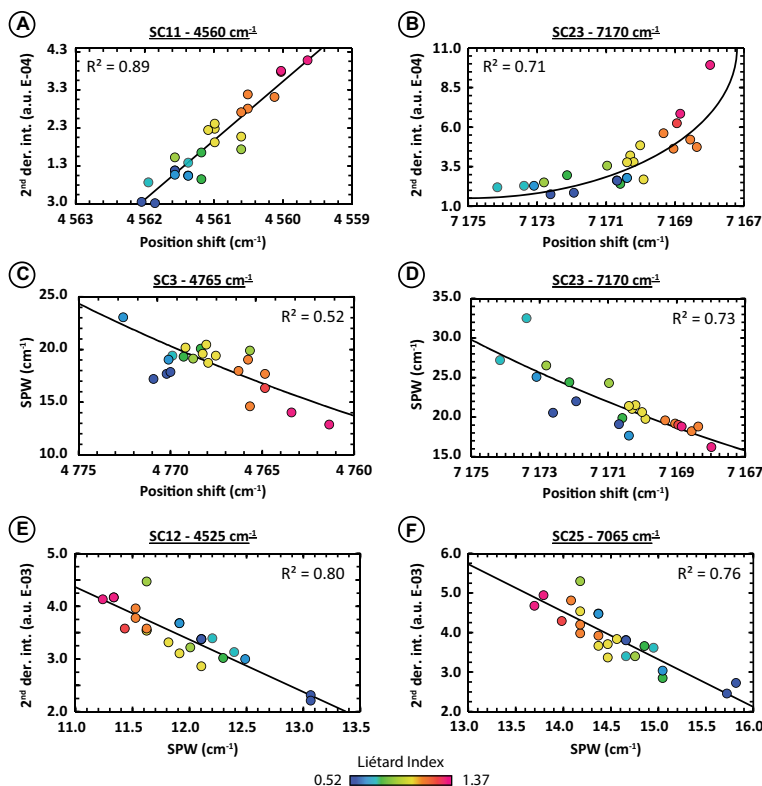 A
SC11 - 4560 cm-1
R² = 0.89
2nd der. int. (a.u. E-04)
4.3
3.3
2.3
1.3
3.0
4 563
4 562
4 561
4 560
4 559
Position shift (cm-1)
B
SC23 - 7170 cm-1
R² = 0.71
2nd der. int. (a.u. E-04)
11.0
8.5
6.0
3.5
1.0
7 175
7 173
7 171
7 169
7 167
Position shift (cm-1)
C
SC3 - 4765 cm-1
R² = 0.52
SPW (cm-1)
25.0
20.0
15.0
10.0
4 775
4 770
4 765
4 760
Position shift (cm-1)
D
SC23 - 7170 cm-1
R² = 0.73
SPW (cm-1)
35.0
30.0
25.0
20.0
15.0
10.0
7 175
7 173
7 171
7 169
7 167
Position shift (cm-1)
E
SC12 - 4525 cm-1
R² = 0.80
2nd der. int. (a.u. E-03)
5.0
4.0
3.0
2.0
11.0
11.5
12.0
12.5
13.0
13.5
SPW (cm-1)
F
SC25 - 7065 cm-1
R² = 0.76
2nd der. int. (a.u. E-03)
6.0
5.0
4.0
3.0
2.0
13.0
13.5
14.0
14.5
15.0
15.5
16.0
SPW (cm-1)
Liétard Index
0.52
1.37